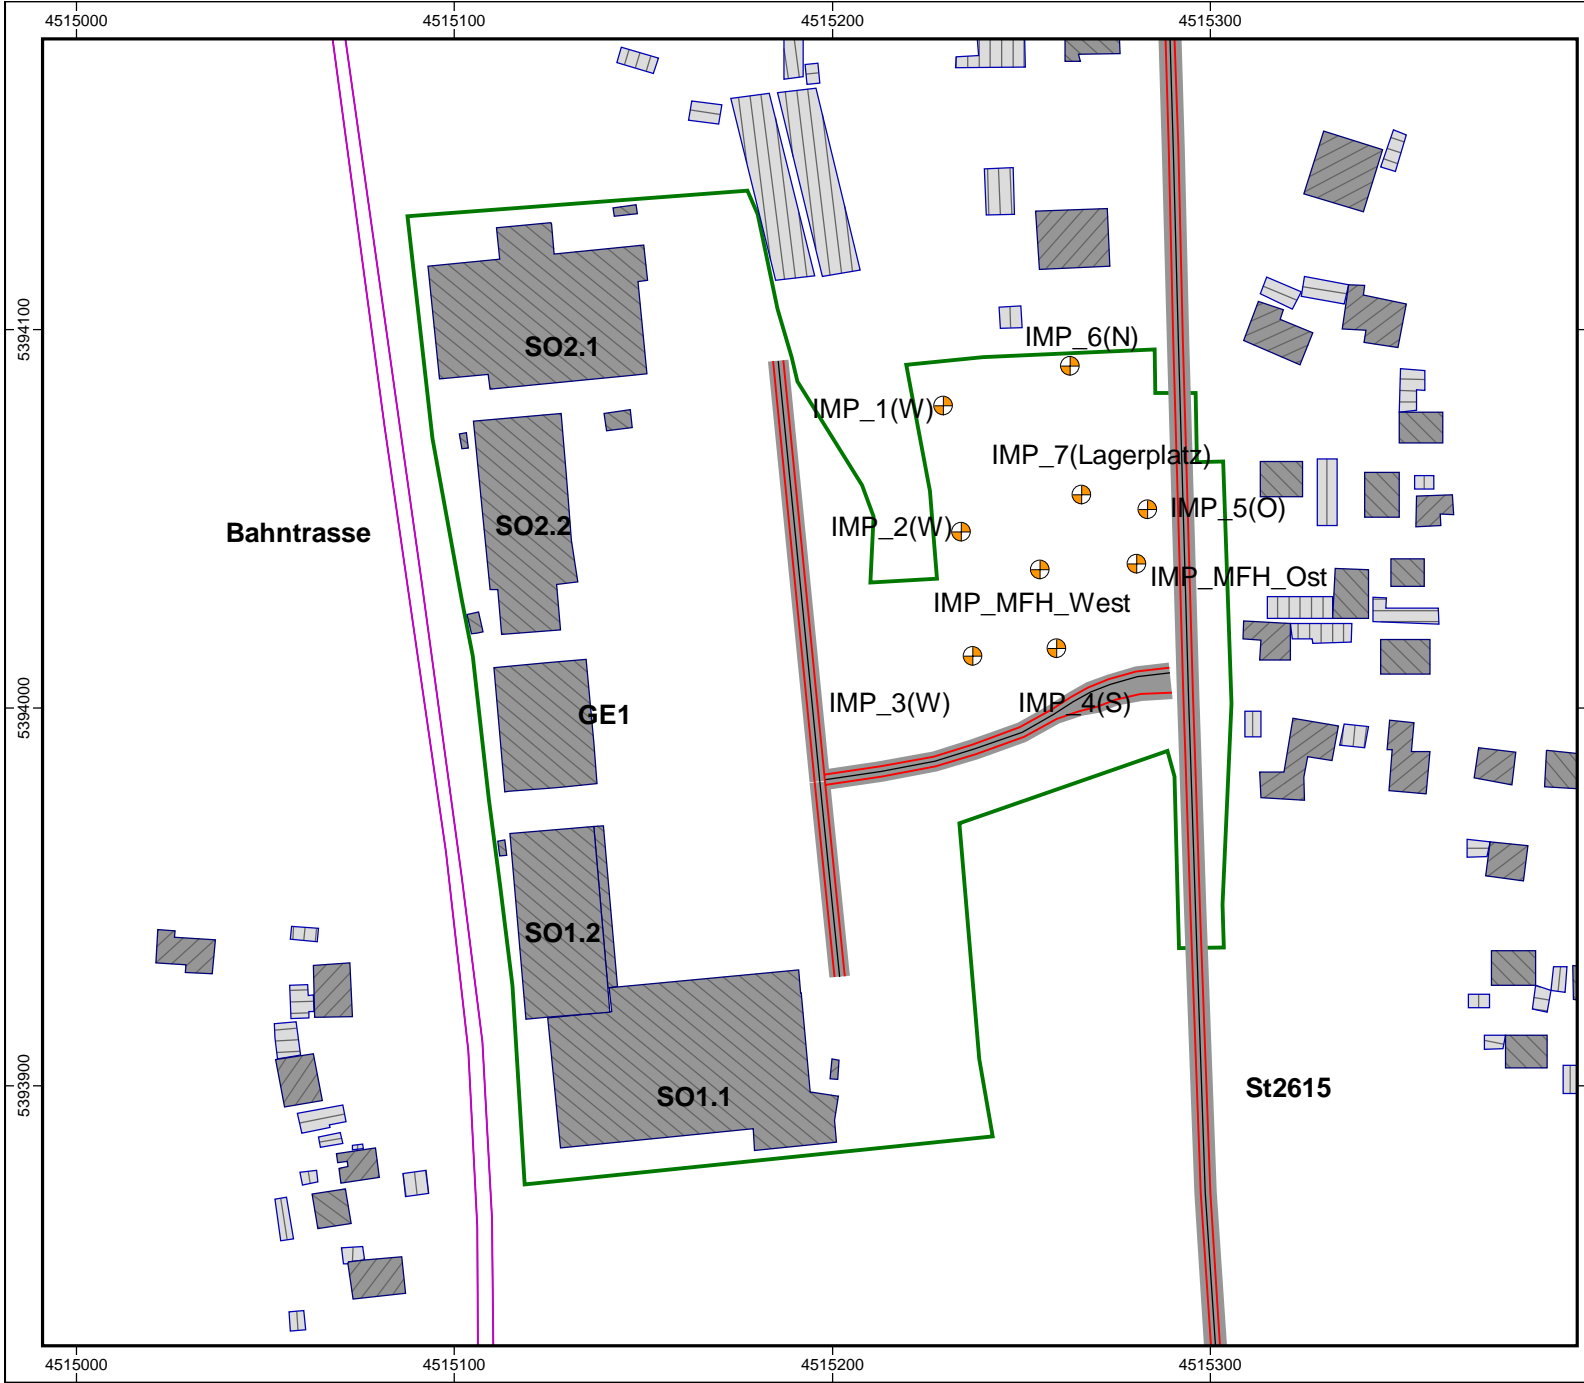 4515000
4515100
4515200
4515300
5394100
IMP_6(N)
SO2.1
IMP_1(W)
IMP_7(Lagerplatz)
IMP_5(O)
SO2.2
IMP_2(W)
Bahntrasse
IMP_MFH_Ost
IMP_MFH_West
5394000
IMP_3(W)
IMP_4(S)
GE1
SO1.2
5393900
SO1.1
St2615
4515000
4515100
4515200
4515300